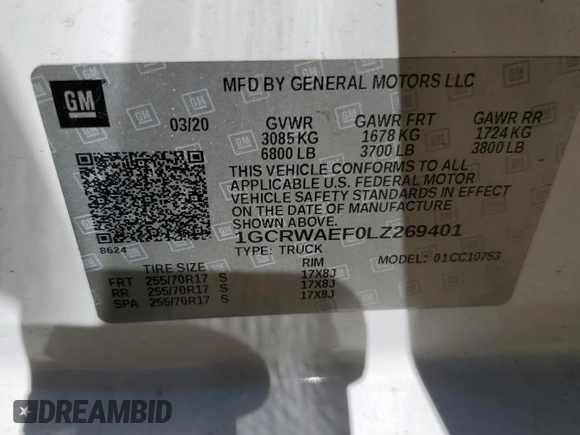 GM
MFD BY GENERAL MOTORS LLC
03/20 GVWR GAWR FRT GAWR RR
3085 KG 1678 KG 1724 KG
6800 LB 3700 LB 3800 LB
THIS VEHICLE CONFORMS TO ALL
APPLICABLE U.S. FEDERAL MOTOR
VEHICLE SAFETY STANDARDS IN EFFECT
ON THE DATE OF MANUFACTURE
SHOWN ABOVE.
1GCRWAEF0LZ269401
8624 TYPE: TRUCK MODEL: 01CC10753
TIRE SIZE RIM
FRT 255/70R17 S 17X8J
RR 255/70R17 S 17X8J
SPA 255/70R17 S 17X8J
DREAMBID